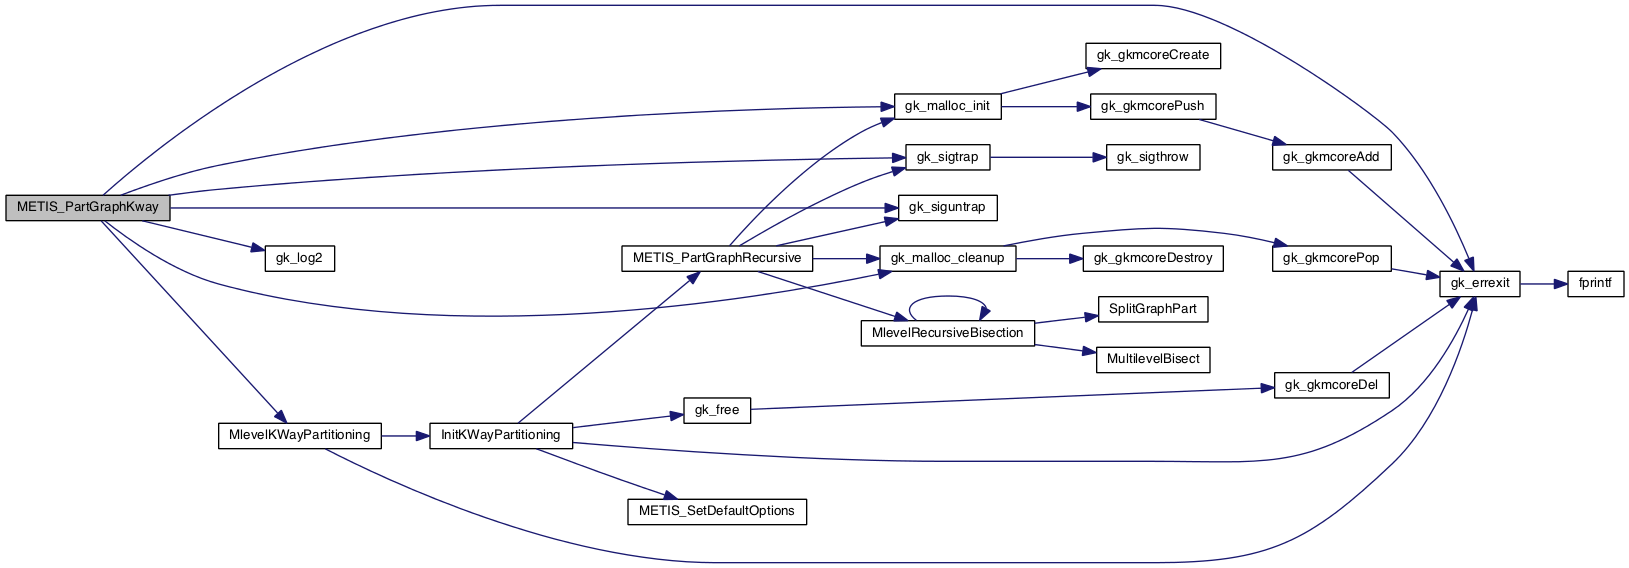 gk_gkmcoreCreate
gk_malloc_init
gk_gkmcorePush
gk_sigtrap
gk_sigthrow
gk_gkmcoreAdd
METIS_PartGraphKway
gk_siguntrap
gk_log2
METIS_PartGraphRecursive
gk_malloc_cleanup
gk_gkmcoreDestroy
gk_gkmcorePop
gk_errexit
fprintf
SplitGraphPart
MlevelRecursiveBisection
MultilevelBisect
gk_gkmcoreDel
gk_free
MlevelKWayPartitioning
InitKWayPartitioning
METIS_SetDefaultOptions